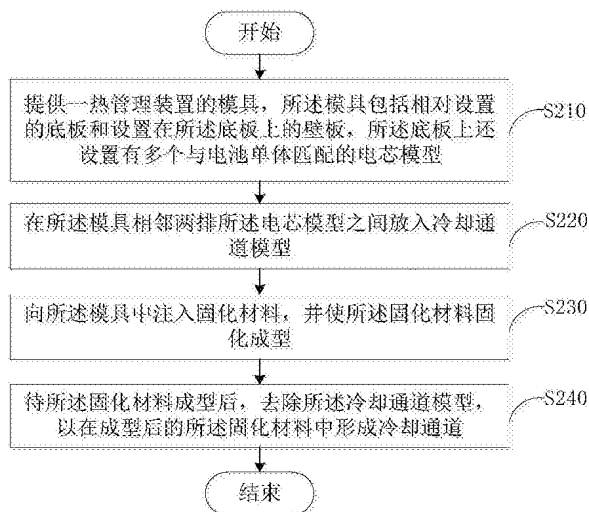 开始
提供一热管理装置的模具，所述模具包括相对设置
的底板和设置在所述底板上的壁板，所述底板上还
设置有多个与电池单体匹配的电芯模型
S210
在所述模具相邻两排所述电芯模型之间放入冷却通
道模型
S220
向所述模具中注入固化材料，并使所述固化材料固
化成型
S230
待所述固化材料成型后，去除所述冷却通道模型，
以在成型后的所述固化材料中形成冷却通道
S240
结束